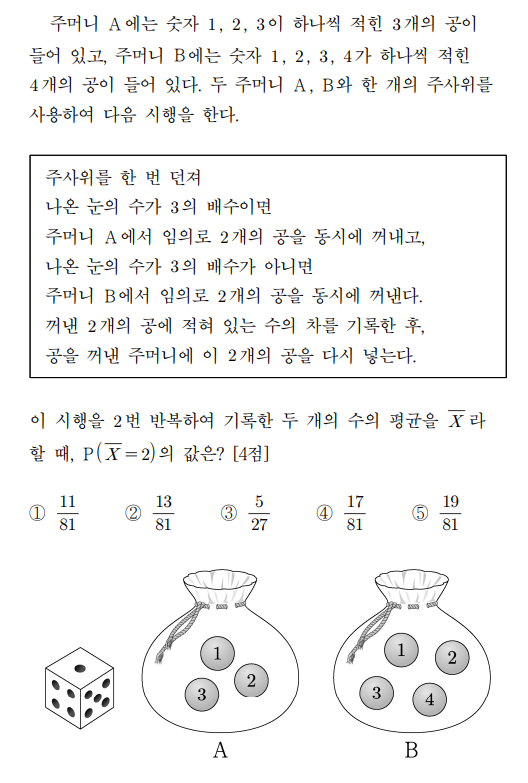 주머니 A에는 숫자 1, 2, 3이 하나씩 적힌 3개의 공이
들어 있고, 주머니 B에는 숫자 1, 2, 3, 4가 하나씩 적힌
4개의 공이 들어 있다. 두 주머니 A, B와 한 개의 주사위를
사용하여 다음 시행을 한다.
주사위를 한 번 던져
나온 눈의 수가 3의 배수이면
주머니 A에서 임의로 2개의 공을 동시에 꺼내고,
나온 눈의 수가 3의 배수가 아니면
주머니 B에서 임의로 2개의 공을 동시에 꺼낸다.
꺼낸 2개의 공에 적혀 있는 수의 차를 기록한 후,
공을 꺼낸 주머니에 이 2개의 공을 다시 넣는다.
이 시행을 2번 반복하여 기록한 두 개의 수의 평균을 X̄ 라
할 때, P(X̄=2)의 값은? [4점]
① 11/81 ② 13/81 ③ 5/27 ④ 17/81 ⑤ 19/81
1 1
2 2
3 3 4
A B